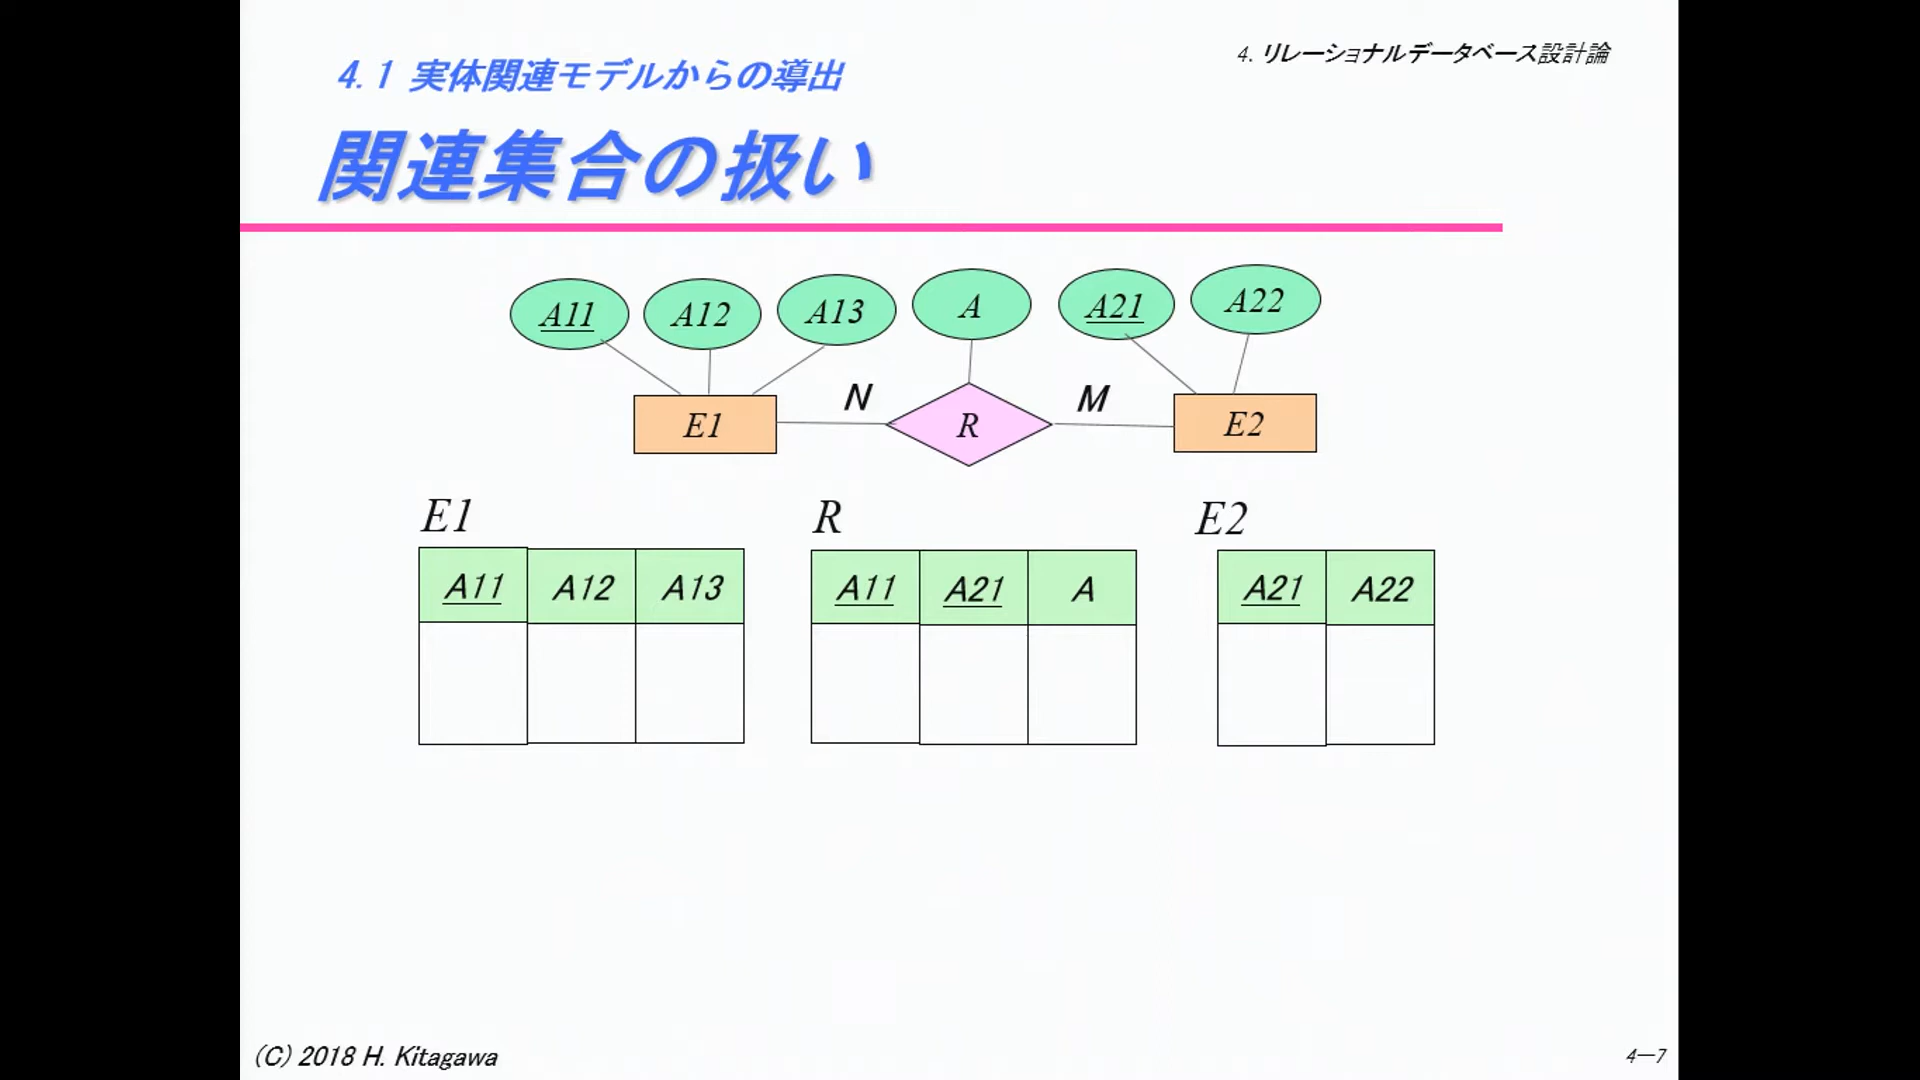 4. リレーショナルデータベース設計論
4.1 実体関連モデルからの導出
関連集合の扱い
A11 A12 A13 A A21 A22
N M
E1 R E2
E1 R E2
A11 A12 A13 A11 A21 A A21 A22
(C) 2018 H. Kitagawa
4—7